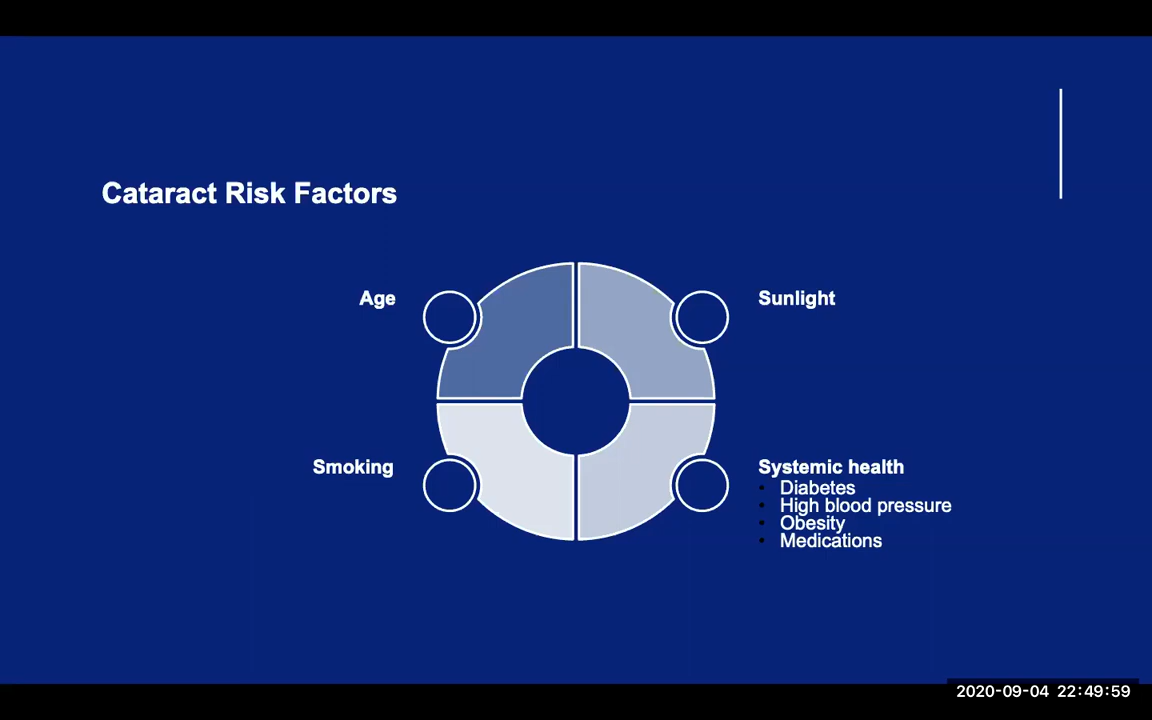 Cataract Risk Factors
Age
Sunlight
Smoking
Systemic health
• Diabetes
• High blood pressure
• Obesity
• Medications
2020-09-04 22:49:59